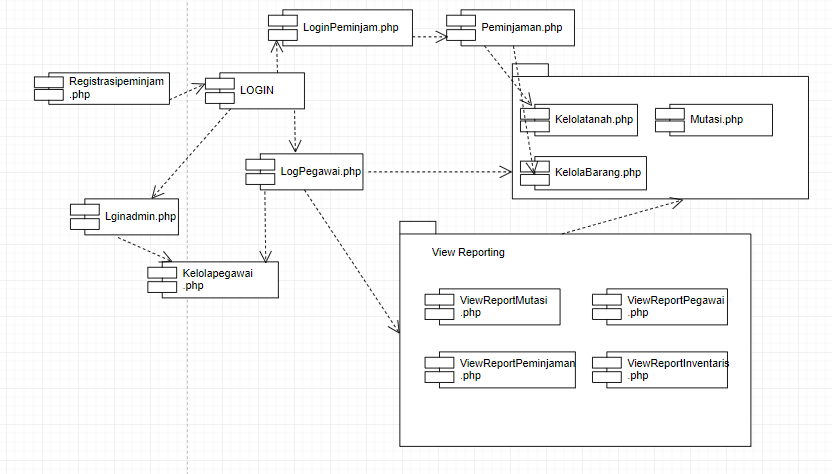 LoginPeminjam.php
Peminjaman.php
Registrasipeminjam
.php
LOGIN
Kelolatanah.php
Mutasi.php
LogPegawai.php
KelolaBarang.php
Lginadmin.php
Kelolapegawai
.php
View Reporting
ViewReportMutasi
.php
ViewReportPegawai
.php
ViewReportPeminjaman
.php
ViewReportInventaris
.php